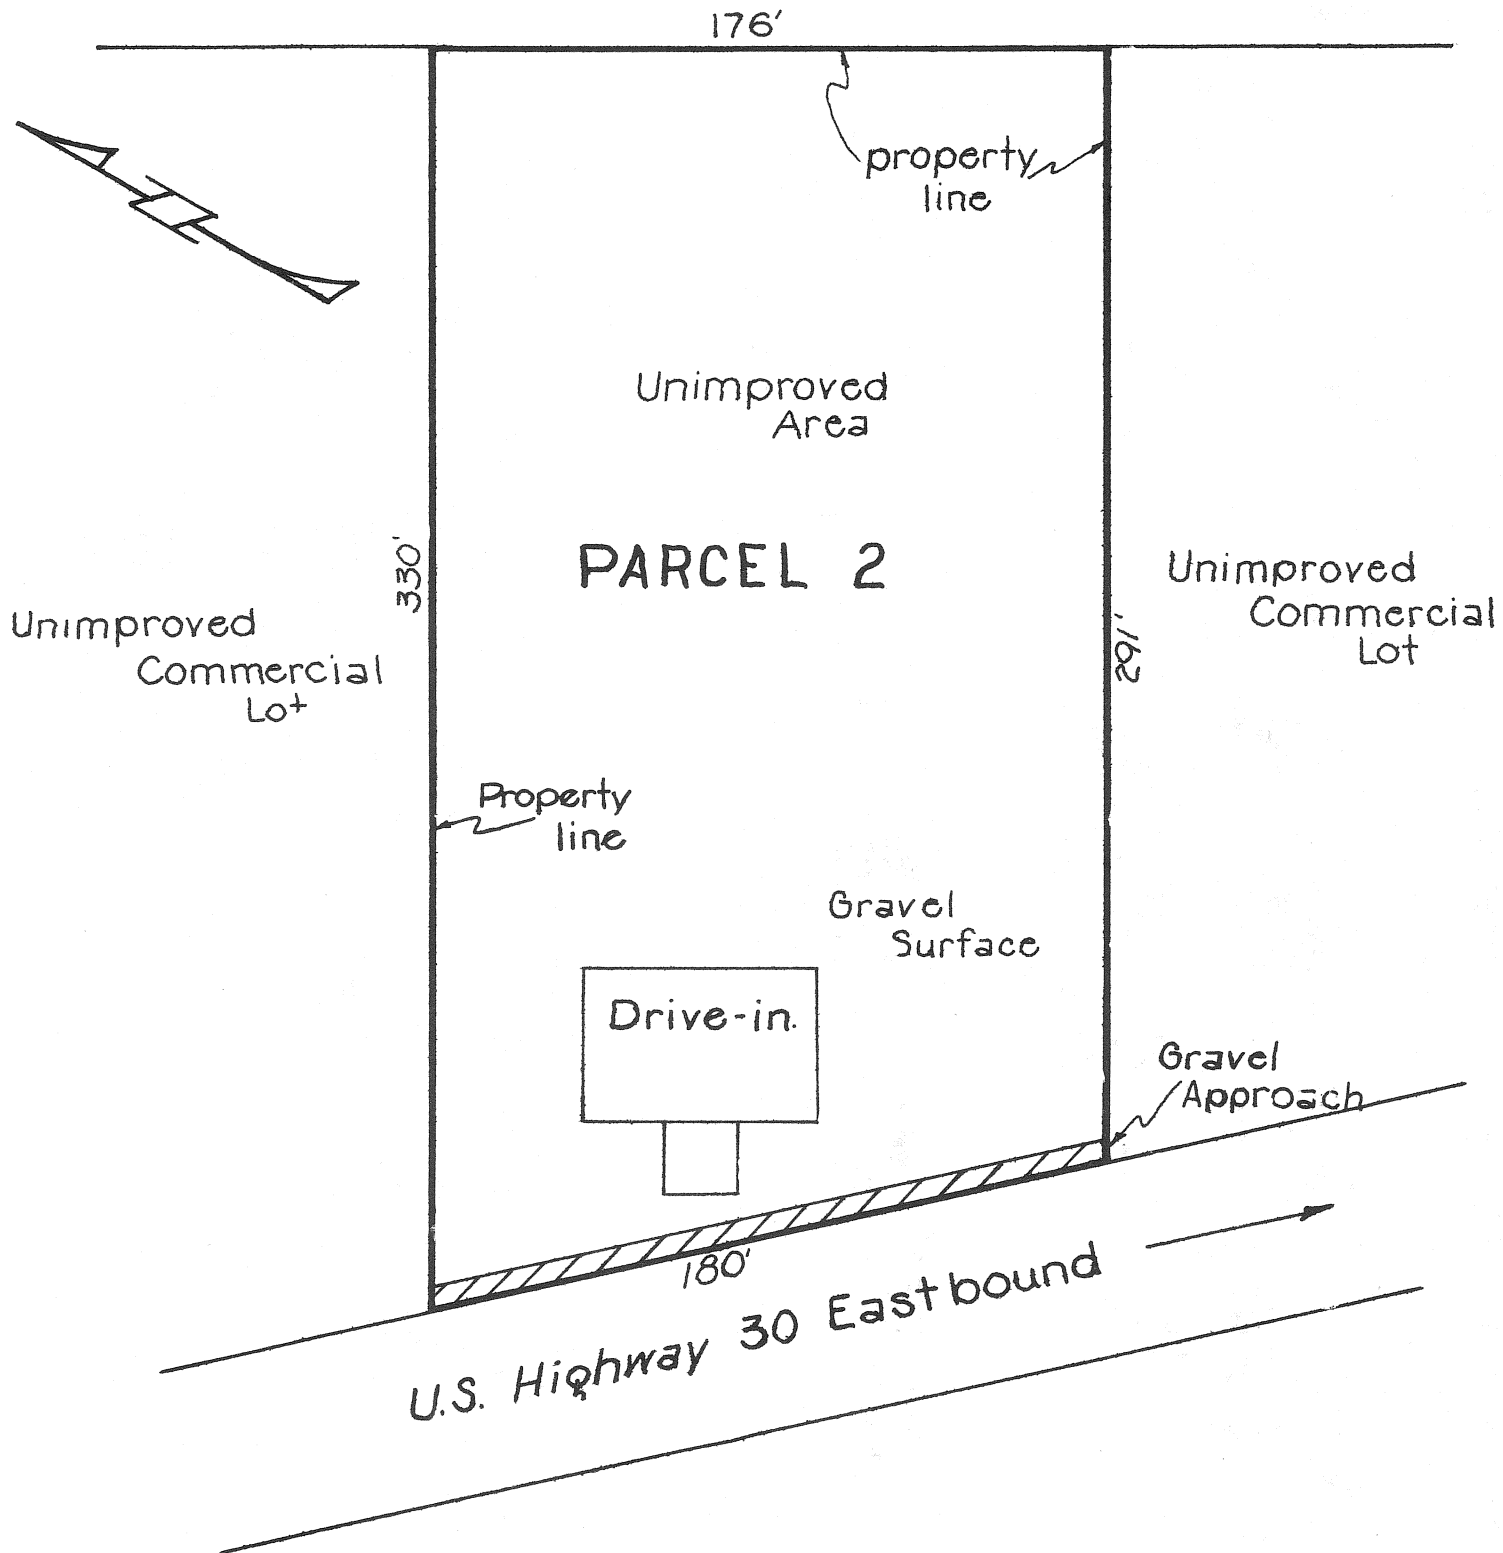 176'
property
line
Unimproved
Area
330'
PARCEL 2
Unimproved
Commercial
Lot
291'
Unimproved
Commercial
Lot
Property
line
Gravel
Surface
Drive-in.
Gravel
Approach
180'
U.S. Highway 30 Eastbound